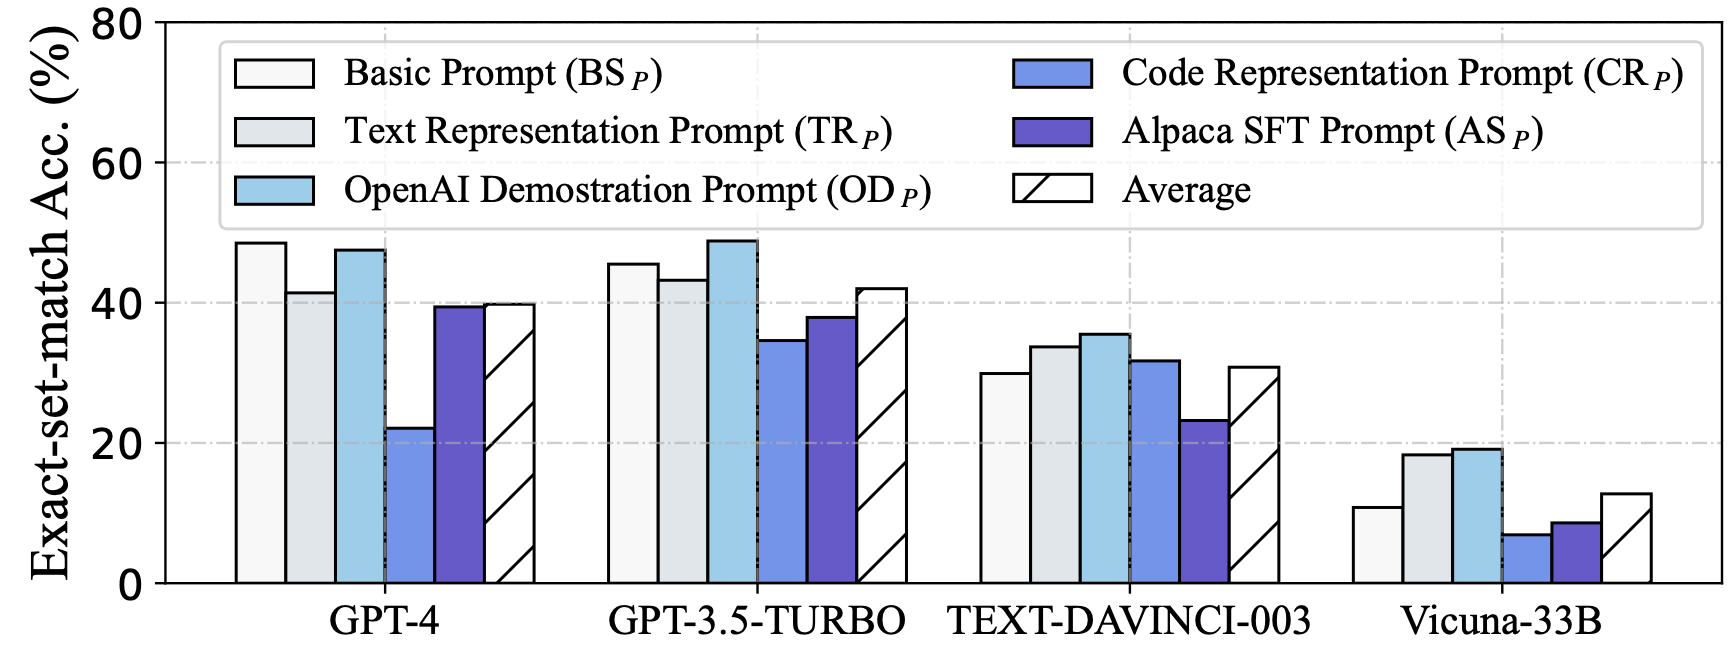 Exact-set-match Acc. (%)
80
60
40
20
0
Basic Prompt (BS P)
Text Representation Prompt (TR P)
OpenAI Demostration Prompt (OD P)
Code Representation Prompt (CR P)
Alpaca SFT Prompt (AS P)
Average
GPT-4
GPT-3.5-TURBO
TEXT-DAVINCI-003
Vicuna-33B